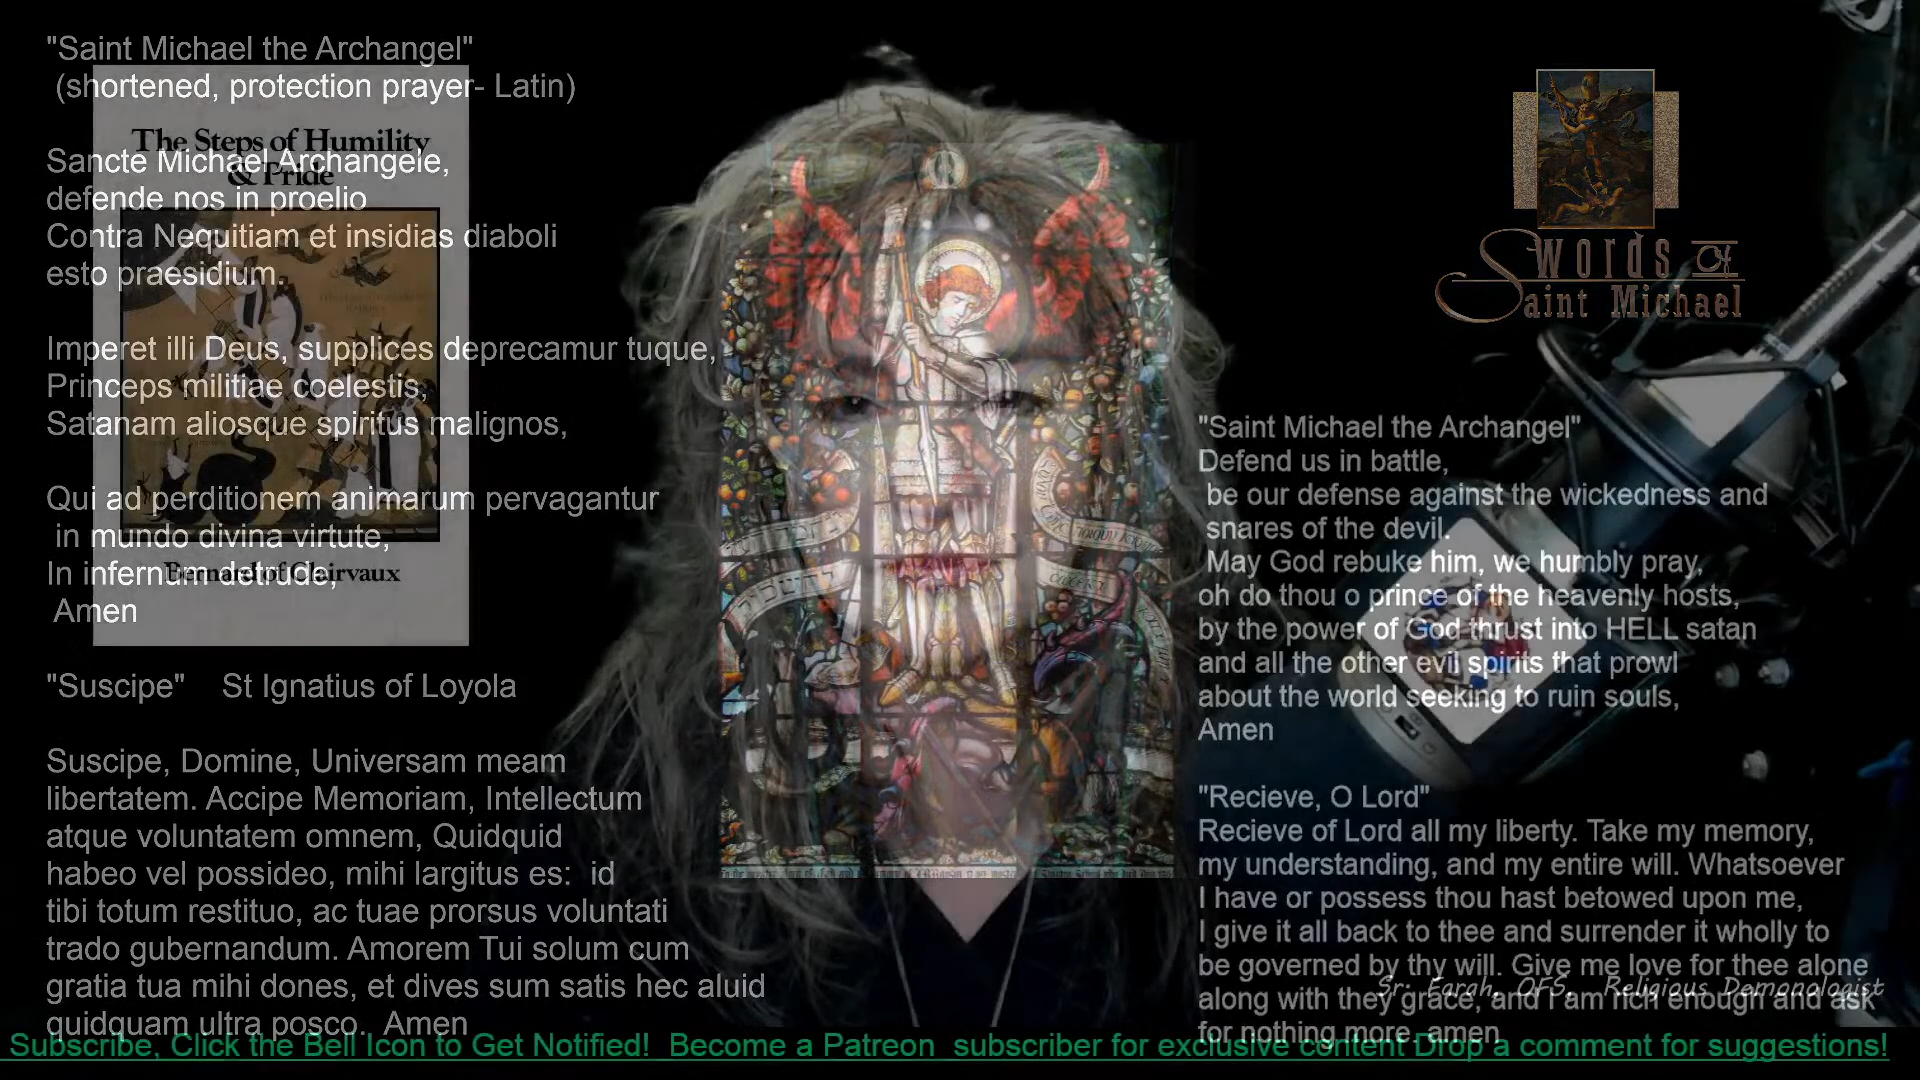 "Saint Michael the Archangel"
(shortened, protection prayer- Latin)
The Steps of Humility
& Pride
Sancte Michael Archangele,
defende nos in proelio
Contra Nequitiam et insidias diaboli
esto praesidium.
Imperet illi Deus, supplices deprecamur tuque,
Princeps militiae coelestis,
Satanam aliosque spiritus malignos,
Qui ad perditionem animarum pervagantur
in mundo divina virtute,
In infernum detrude,
Amen
Bernard of Clairvaux
"Suscipe" St Ignatius of Loyola
Suscipe, Domine, Universam meam
libertatem. Accipe Memoriam, Intellectum
atque voluntatem omnem, Quidquid
habeo vel possideo, mihi largitus es: id
tibi totum restituo, ac tuae prorsus voluntati
trado gubernandum. Amorem Tui solum cum
gratia tua mihi dones, et dives sum satis hec aluid
quidquam ultra posco. Amen
Swords of
Saint Michael
"Saint Michael the Archangel"
Defend us in battle,
be our defense against the wickedness and
snares of the devil.
May God rebuke him, we humbly pray,
oh do thou o prince of the heavenly hosts,
by the power of God thrust into HELL satan
and all the other evil spirits that prowl
about the world seeking to ruin souls,
Amen
"Recieve, O Lord"
Recieve of Lord all my liberty. Take my memory,
my understanding, and my entire will. Whatsoever
I have or possess thou hast betowed upon me,
I give it all back to thee and surrender it wholly to
be governed by thy will. Give me love for thee alone
along with they grace, and I am rich enough and ask
for nothing more. amen
Sr. Farah, OFS, Religious Demonologist
Subscribe, Click the Bell Icon to Get Notified! Become a Patreon subscriber for exclusive content Drop a comment for suggestions!